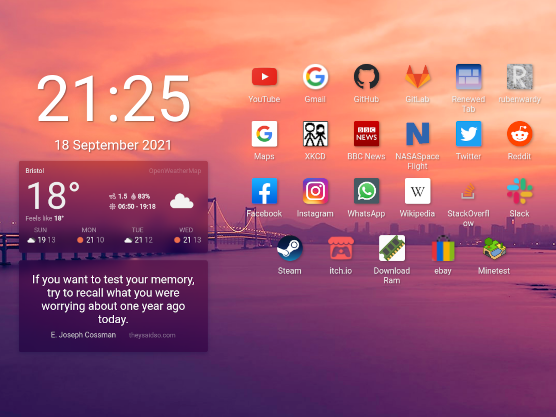 21:25
18 September 2021
Bristol
OpenWeatherMap
18°
1.5 83%
06:50 - 19:18
Feels like 18°
SUN MON TUE WED
19 13 21 10 21 12 21 13
If you want to test your memory,
try to recall what you were
worrying about one year ago
today.
E. Joseph Cossman theysaidso.com
YouTube Gmail GitHub GitLab Renewed
Tab
rubenwardy
Maps XKCD BBC News NASASpace
Flight
Twitter Reddit
BBC
NEWS
Facebook Instagram WhatsApp Wikipedia StackOverfl
ow
Slack
Steam itch.io Download
Ram
ebay Minetest